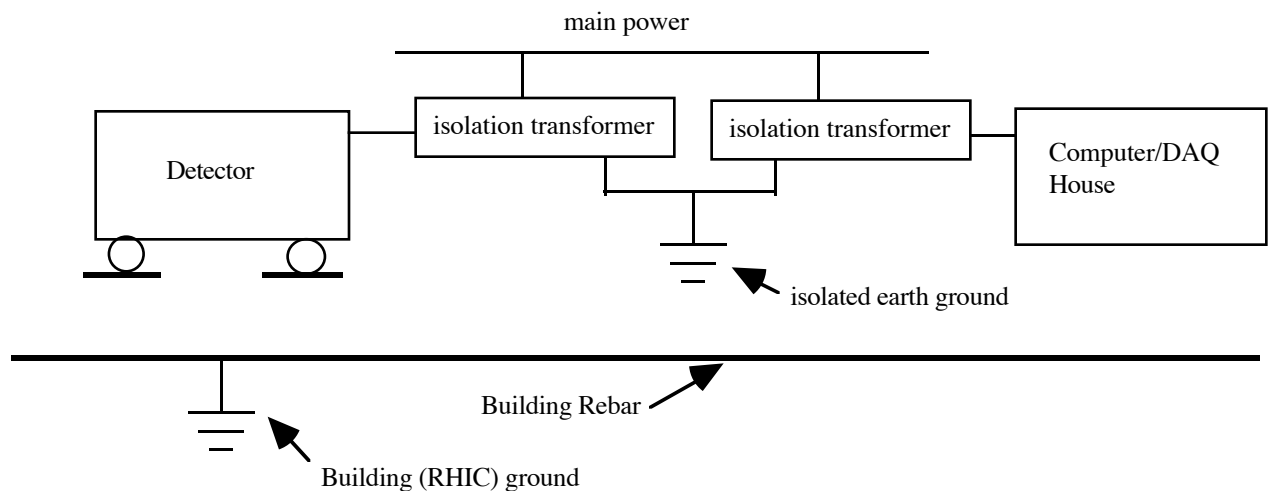 main power
isolation transformer
isolation transformer
Detector
Computer/DAQ
House
isolated earth ground
Building Rebar
Building (RHIC) ground